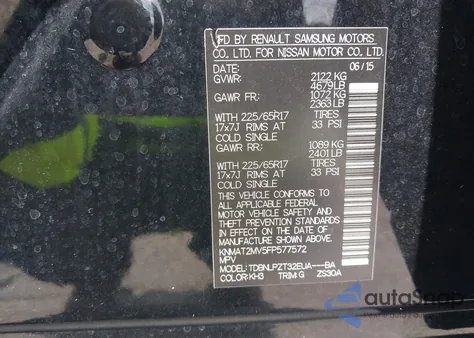 MFD BY RENAULT SAMSUNG MOTORS
CO., LTD. FOR NISSAN MOTOR CO., LTD.
DATE: 06/15
GVWR: 2122 KG
4679 LB
GAWR FR: 1072 KG
2363 LB
WITH 225/65R17 TIRES
17x7J RIMS AT 33 PSI
COLD SINGLE
GAWR RR: 1089 KG
2401 LB
WITH 225/65R17 TIRES
17x7J RIMS AT 33 PSI
COLD SINGLE
THIS VEHICLE CONFORMS TO
ALL APPLICABLE FEDERAL
MOTOR VEHICLE SAFETY AND
THEFT PREVENTION STANDARDS
IN EFFECT ON THE DATE OF
MANUFACTURE SHOWN ABOVE.
KNMAT2MV5FP577572
MPV
MODEL: TDBNLPZT32EUA----BA
COLOR: KH3 TRIM: G ZS30A
autoSnap